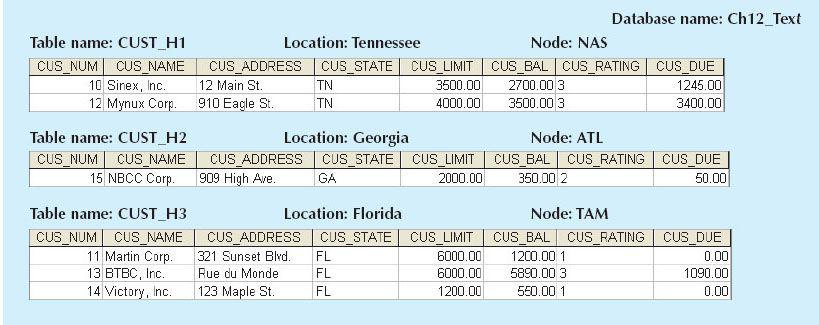 Database name: Ch12_Text
Table name: CUST_H1 Location: Tennessee Node: NAS
CUS_NUM CUS_NAME CUS_ADDRESS CUS_STATE CUS_LIMIT CUS_BAL CUS_RATING CUS_DUE
10 Sinex, Inc. 12 Main St. TN 3500.00 2700.00 3 1245.00
12 Mynux Corp. 910 Eagle St. TN 4000.00 3500.00 3 3400.00
Table name: CUST_H2 Location: Georgia Node: ATL
CUS_NUM CUS_NAME CUS_ADDRESS CUS_STATE CUS_LIMIT CUS_BAL CUS_RATING CUS_DUE
15 NBCC Corp. 909 High Ave. GA 2000.00 350.00 2 50.00
Table name: CUST_H3 Location: Florida Node: TAM
CUS_NUM CUS_NAME CUS_ADDRESS CUS_STATE CUS_LIMIT CUS_BAL CUS_RATING CUS_DUE
11 Martin Corp. 321 Sunset Blvd. FL 6000.00 1200.00 1 0.00
13 BTBC, Inc. Rue du Monde FL 6000.00 5890.00 3 1090.00
14 Victory, Inc. 123 Maple St. FL 1200.00 550.00 1 0.00